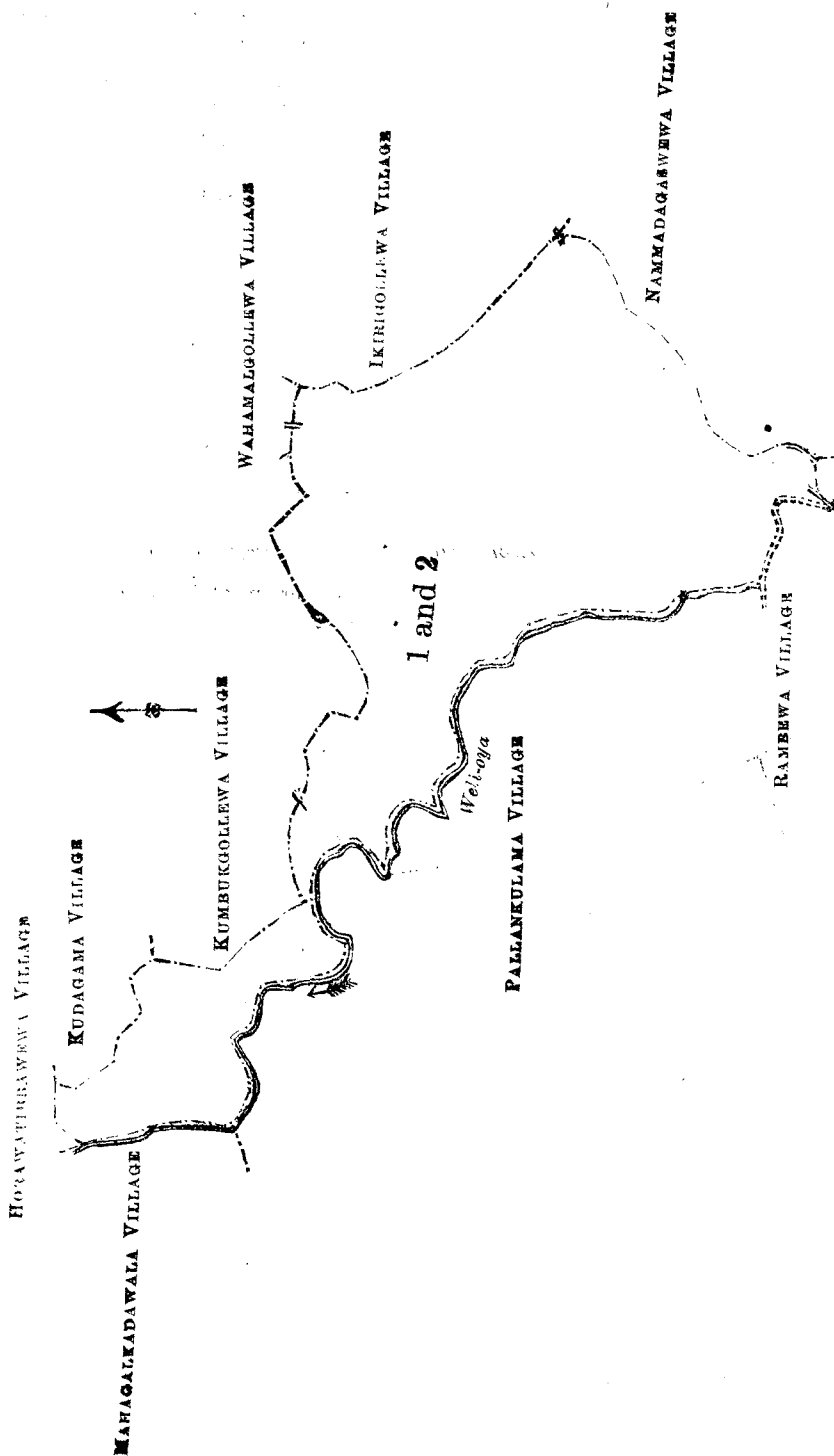 HORAWATIRRAWEWA VILLAGE
KUDAGAMA VILLAGE
MAHAGALKADAWALA VILLAGE
KUMBUKGOLLEWA VILLAGE
WAHAMALGOLLEWA VILLAGE
IKIRIGOLLEWA VILLAGE
NAMMADAGASWEWA VILLAGE
1 and 2
Weli-oya
PALLANKULAMA VILLAGE
RAMBEWA VILLAGE